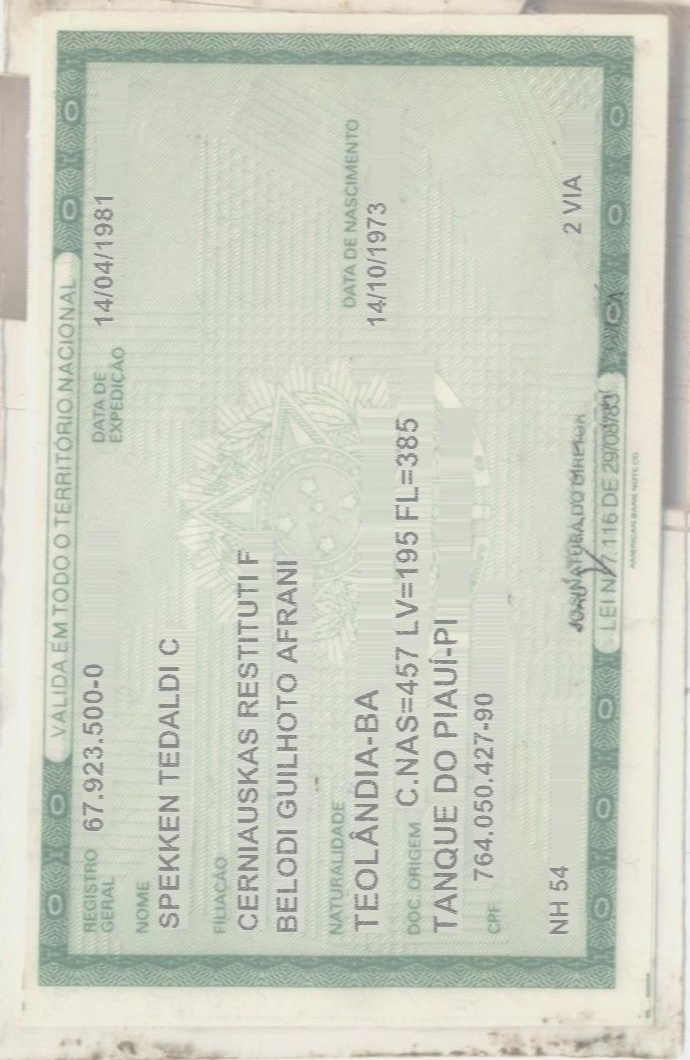 VÁLIDA EM TODO O TERRITÓRIO NACIONAL
REGISTRO GERAL 67.923.500-0 DATA DE EXPEDIÇÃO 14/04/1981
NOME
SPEKKEN TEDALDI C
FILIAÇÃO
CERNIAUSKAS RESTITUTI F
BELODI GUILHOTO AFRANI
NATURALIDADE DATA DE NASCIMENTO
TEOLÂNDIA-BA 14/10/1973
DOC. ORIGEM C.NAS=457 LV=195 FL=385
TANQUE DO PIAUÍ-PI
CPF 764.050.427-90
NH 54 2 VIA
ASSINATURA DO DIRETOR
LEI Nº 7.116 DE 29/08/83
AMERICAN BANK NOTE CO.